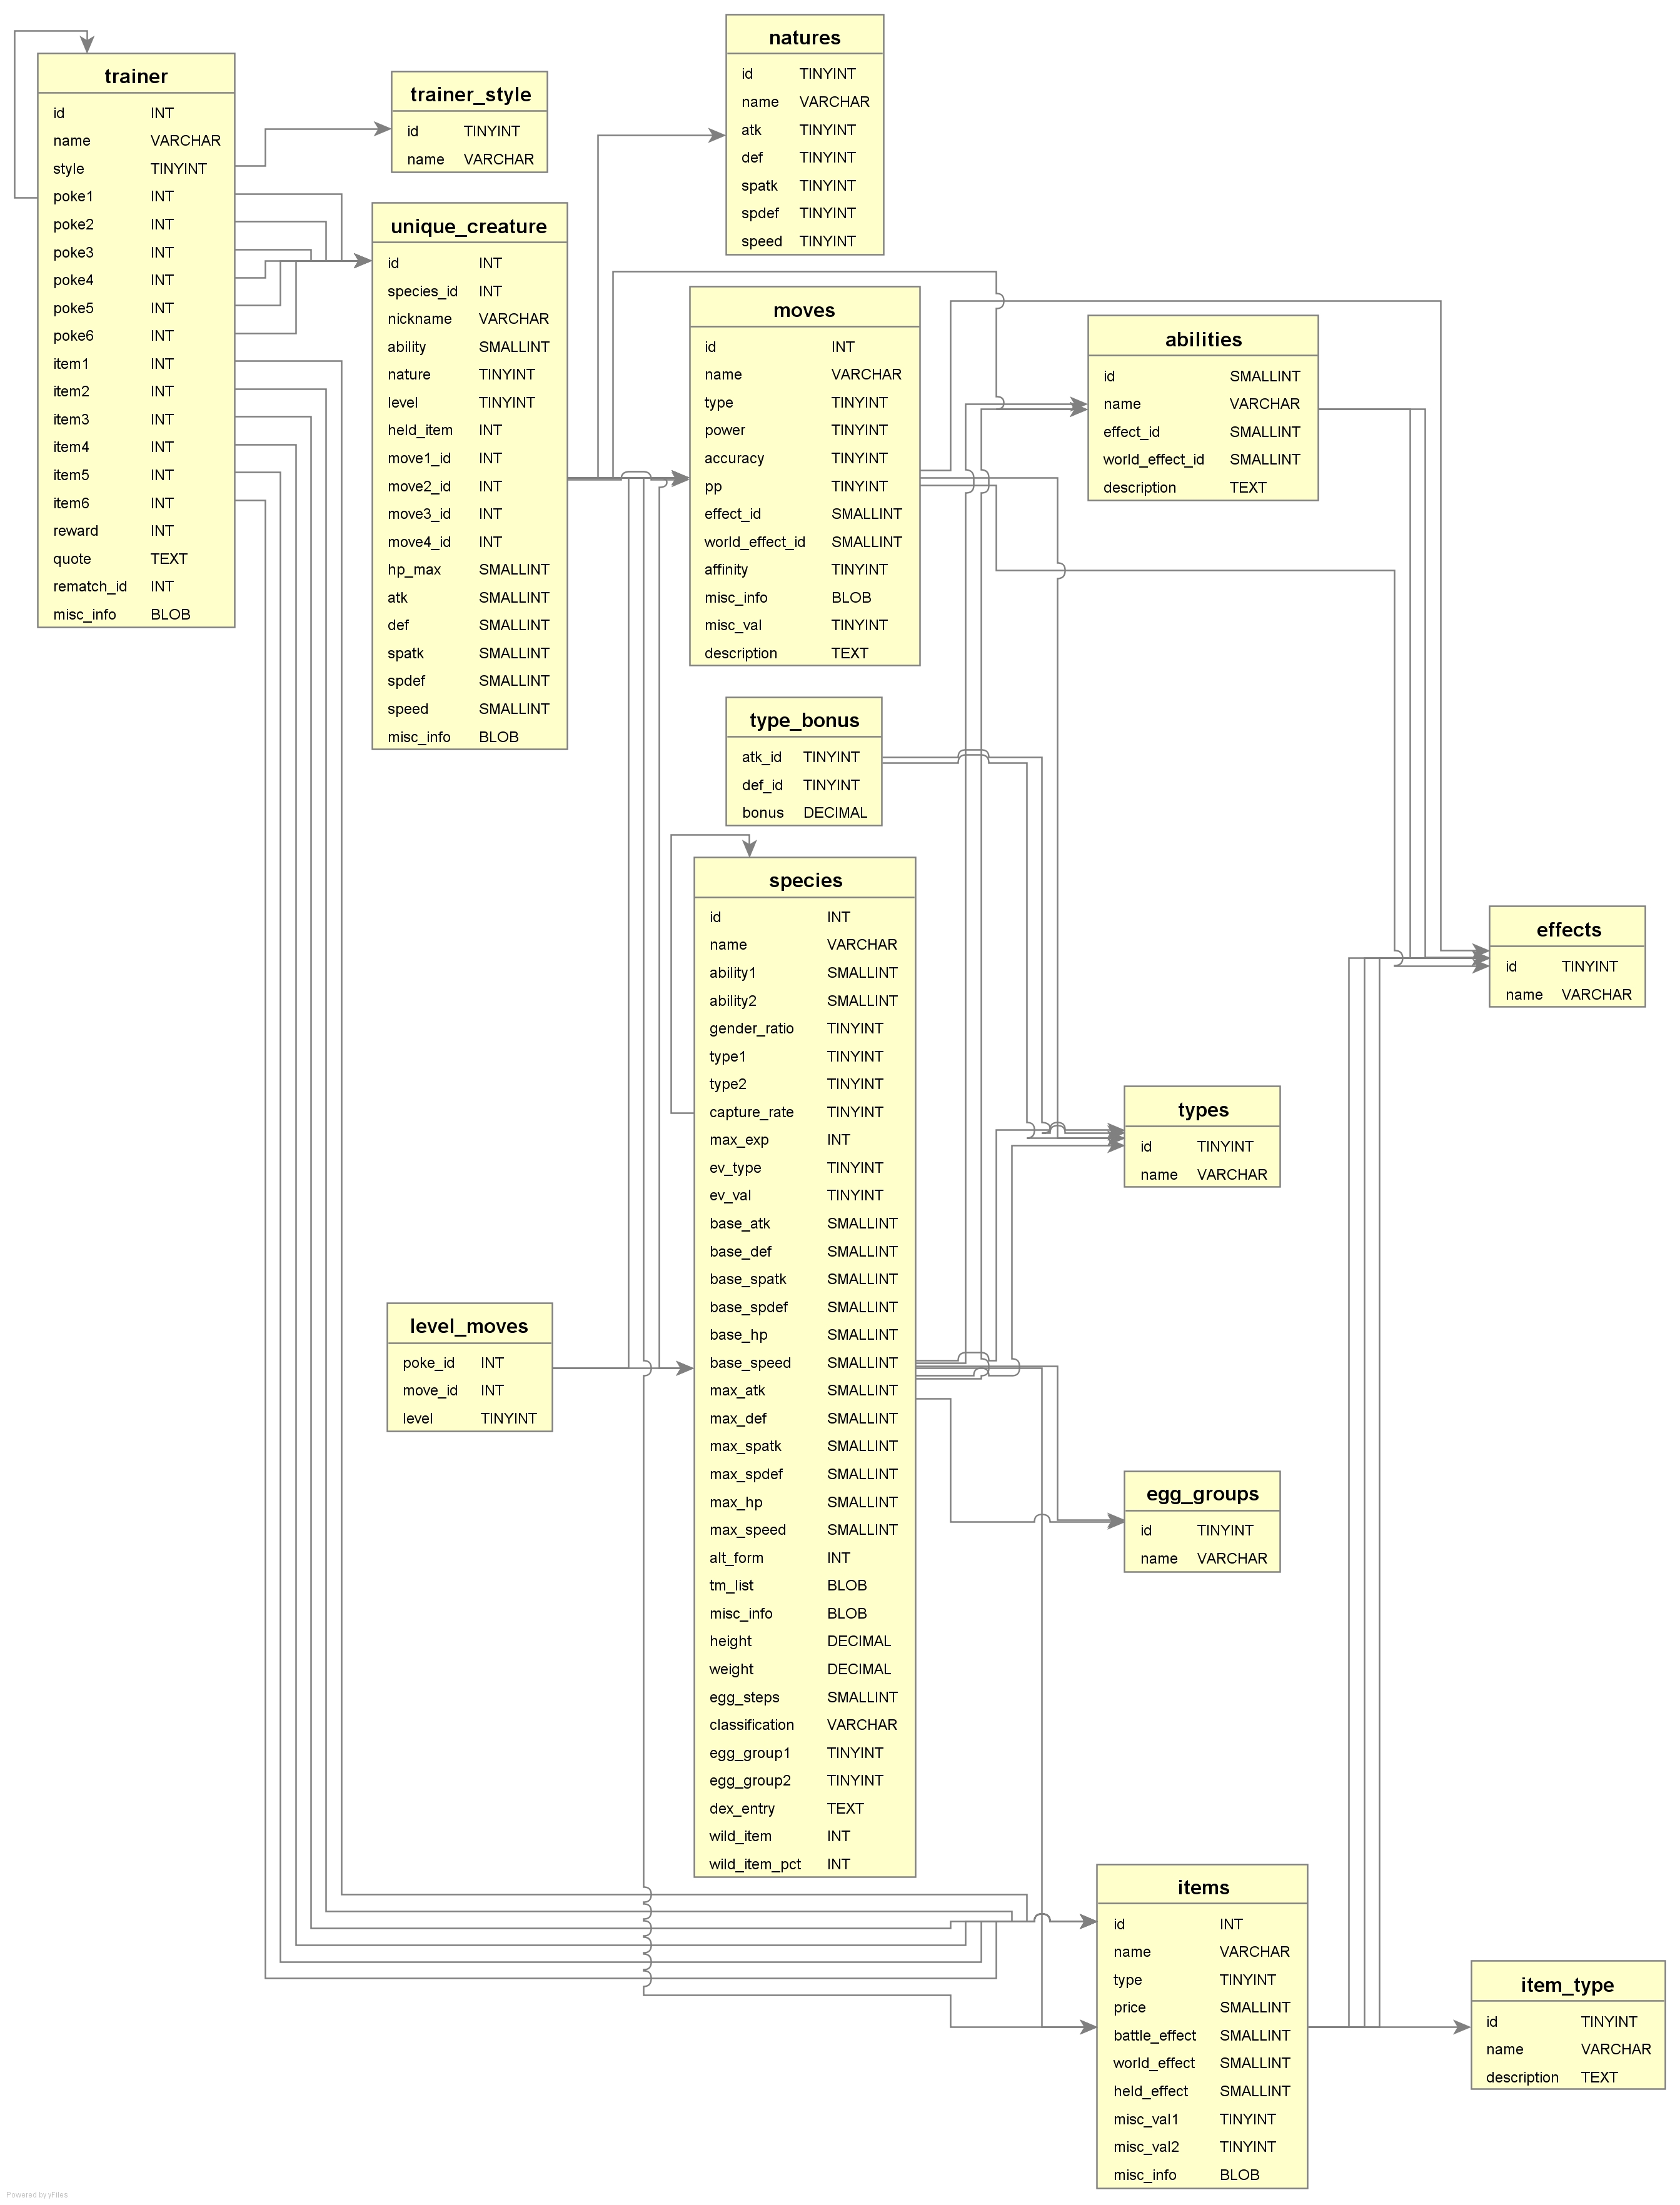 trainer
id INT
name VARCHAR
style TINYINT
poke1 INT
poke2 INT
poke3 INT
poke4 INT
poke5 INT
poke6 INT
item1 INT
item2 INT
item3 INT
item4 INT
item5 INT
item6 INT
reward INT
quote TEXT
rematch_id INT
misc_info BLOB
trainer_style
id TINYINT
name VARCHAR
unique_creature
id INT
species_id INT
nickname VARCHAR
ability SMALLINT
nature TINYINT
level TINYINT
held_item INT
move1_id INT
move2_id INT
move3_id INT
move4_id INT
hp_max SMALLINT
atk SMALLINT
def SMALLINT
spatk SMALLINT
spdef SMALLINT
speed SMALLINT
misc_info BLOB
natures
id TINYINT
name VARCHAR
atk TINYINT
def TINYINT
spatk TINYINT
spdef TINYINT
speed TINYINT
moves
id INT
name VARCHAR
type TINYINT
power TINYINT
accuracy TINYINT
pp TINYINT
effect_id SMALLINT
world_effect_id SMALLINT
affinity TINYINT
misc_info BLOB
misc_val TINYINT
description TEXT
abilities
id SMALLINT
name VARCHAR
effect_id SMALLINT
world_effect_id SMALLINT
description TEXT
type_bonus
atk_id TINYINT
def_id TINYINT
bonus DECIMAL
species
id INT
name VARCHAR
ability1 SMALLINT
ability2 SMALLINT
gender_ratio TINYINT
type1 TINYINT
type2 TINYINT
capture_rate TINYINT
max_exp INT
ev_type TINYINT
ev_val TINYINT
base_atk SMALLINT
base_def SMALLINT
base_spatk SMALLINT
base_spdef SMALLINT
base_hp SMALLINT
base_speed SMALLINT
max_atk SMALLINT
max_def SMALLINT
max_spatk SMALLINT
max_spdef SMALLINT
max_hp SMALLINT
max_speed SMALLINT
alt_form INT
tm_list BLOB
misc_info BLOB
height DECIMAL
weight DECIMAL
egg_steps SMALLINT
classification VARCHAR
egg_group1 TINYINT
egg_group2 TINYINT
dex_entry TEXT
wild_item INT
wild_item_pct INT
effects
id TINYINT
name VARCHAR
types
id TINYINT
name VARCHAR
level_moves
poke_id INT
move_id INT
level TINYINT
egg_groups
id TINYINT
name VARCHAR
items
id INT
name VARCHAR
type TINYINT
price SMALLINT
battle_effect SMALLINT
world_effect SMALLINT
held_effect SMALLINT
misc_val1 TINYINT
misc_val2 TINYINT
misc_info BLOB
item_type
id TINYINT
name VARCHAR
description TEXT
Powered by yFiles